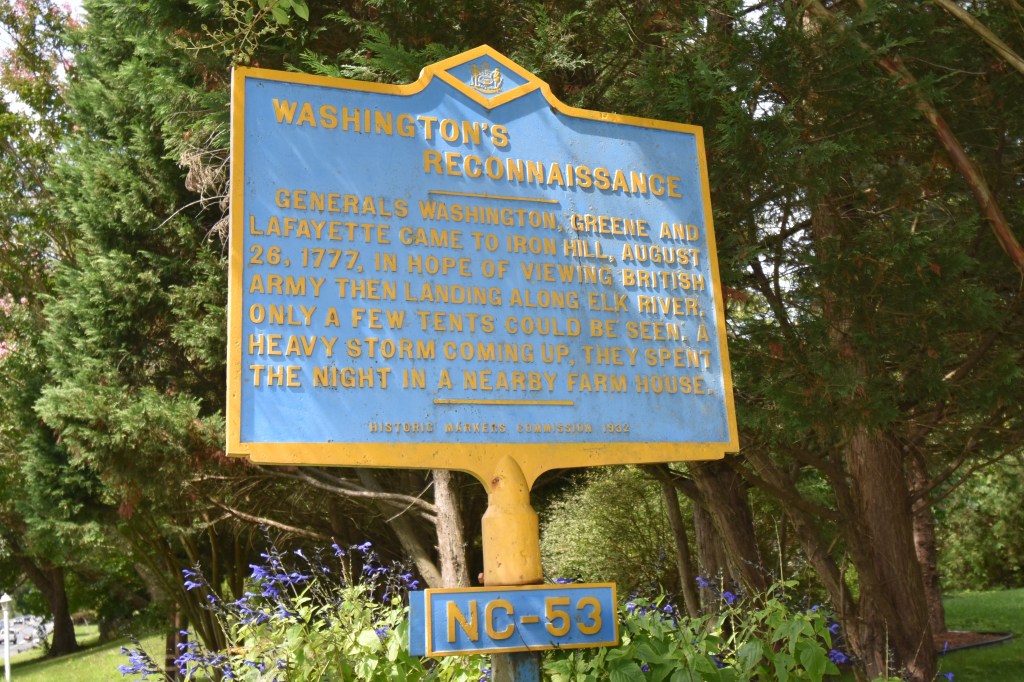 WASHINGTON'S
RECONNAISSANCE
GENERALS WASHINGTON, GREENE AND
LAFAYETTE CAME TO IRON HILL, AUGUST
26, 1777, IN HOPE OF VIEWING BRITISH
ARMY THEN LANDING ALONG ELK RIVER.
ONLY A FEW TENTS COULD BE SEEN. A
HEAVY STORM COMING UP, THEY SPENT
THE NIGHT IN A NEARBY FARM HOUSE.
HISTORIC MARKERS COMMISSION 1932
NC-53